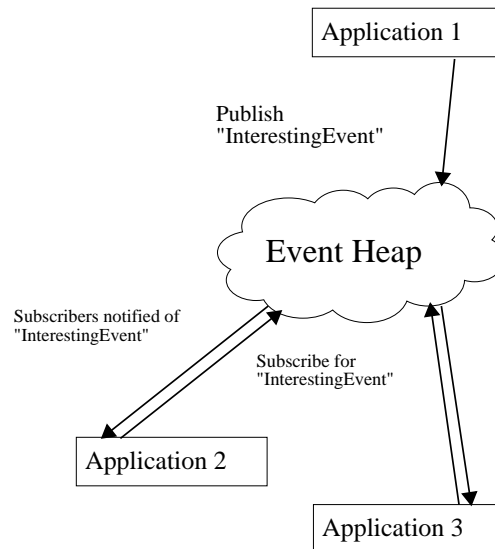 Application 1
Publish
"InterestingEvent"
Event Heap
Subscribers notified of
"InterestingEvent"
Subscribe for
"InterestingEvent"
Application 2
Application 3